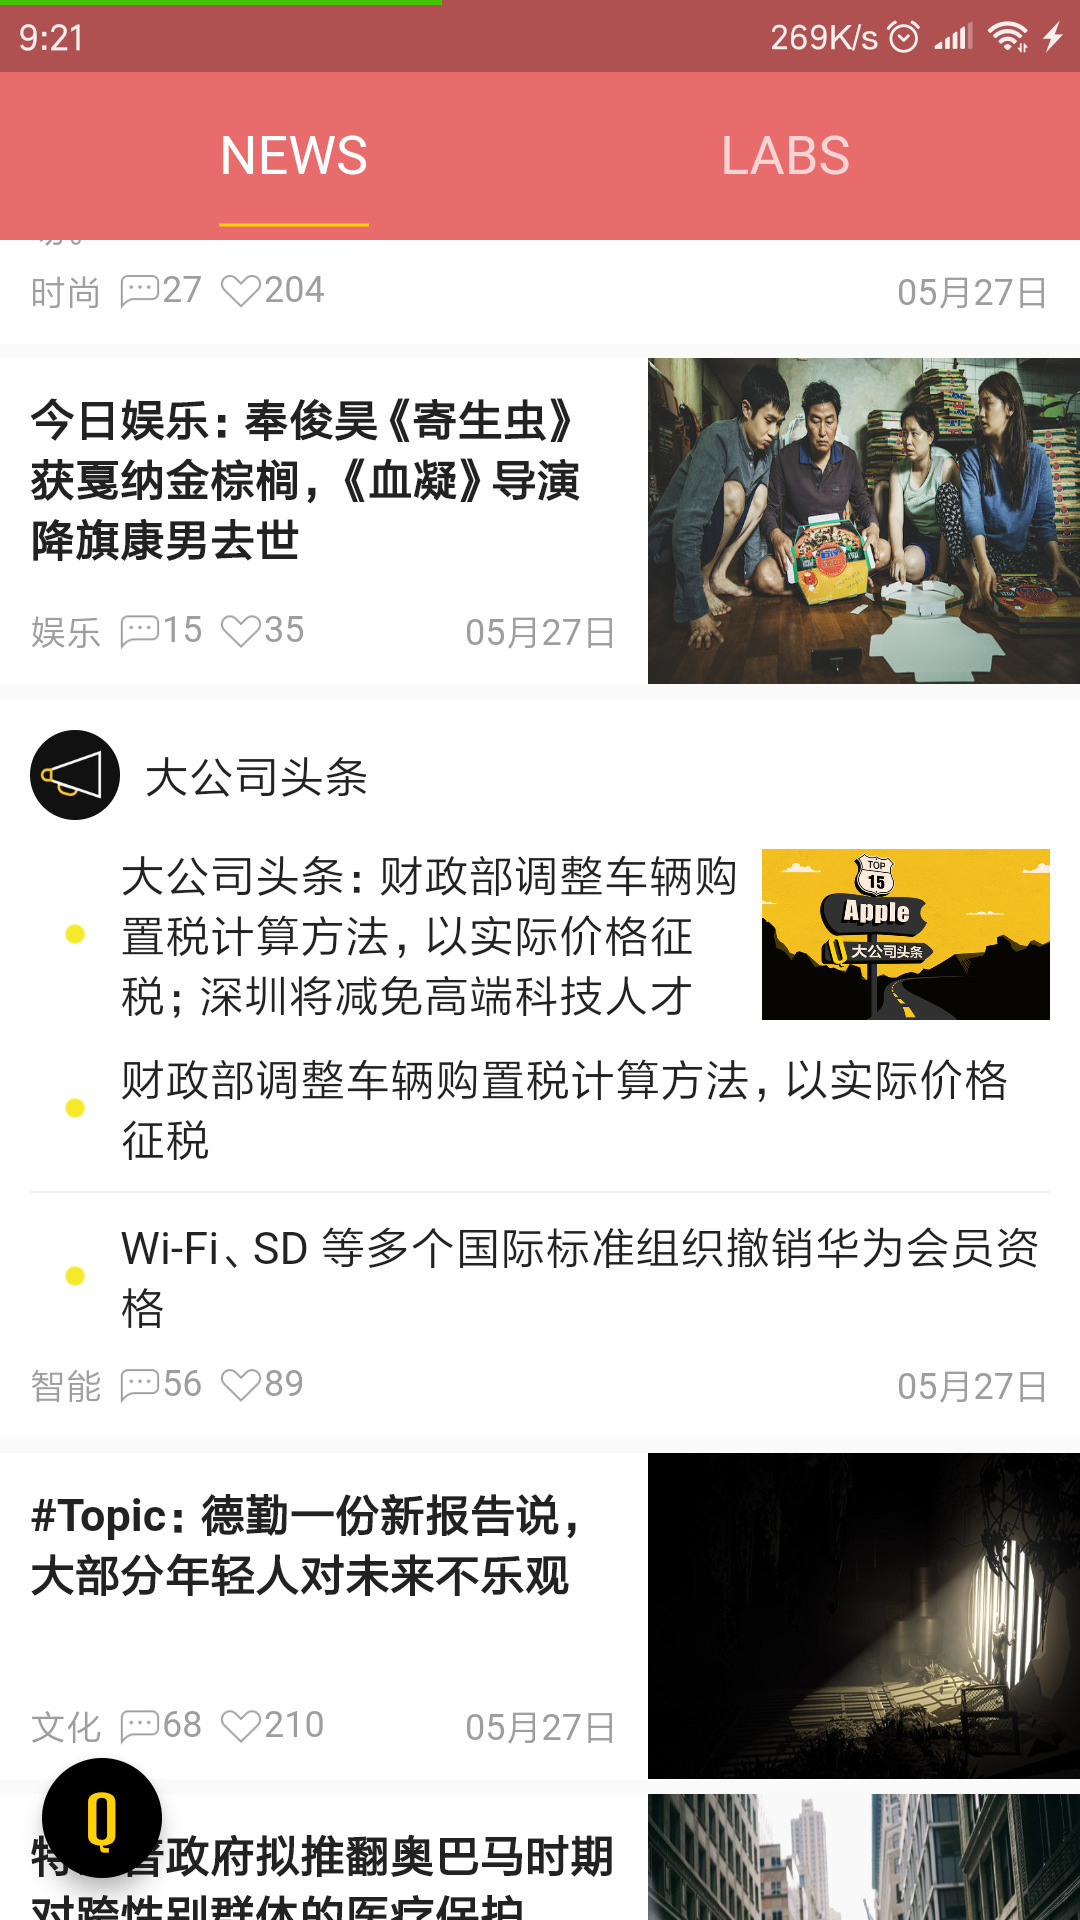 9:21
269K/s
NEWS
LABS
时尚 27 204 05月27日
今日娱乐：奉俊昊《寄生虫》
获戛纳金棕榈，《血凝》导演
降旗康男去世
娱乐 15 35 05月27日
大公司头条
大公司头条：财政部调整车辆购
置税计算方法，以实际价格征
税；深圳将减免高端科技人才
TOP
15
Apple
大公司头条
财政部调整车辆购置税计算方法，以实际价格
征税
Wi-Fi、SD 等多个国际标准组织撤销华为会员资
格
智能 56 89 05月27日
#Topic：德勤一份新报告说，
大部分年轻人对未来不乐观
文化 68 210 05月27日
Q
特 普政府拟推翻奥巴马时期
对跨性别群体的医疗保护